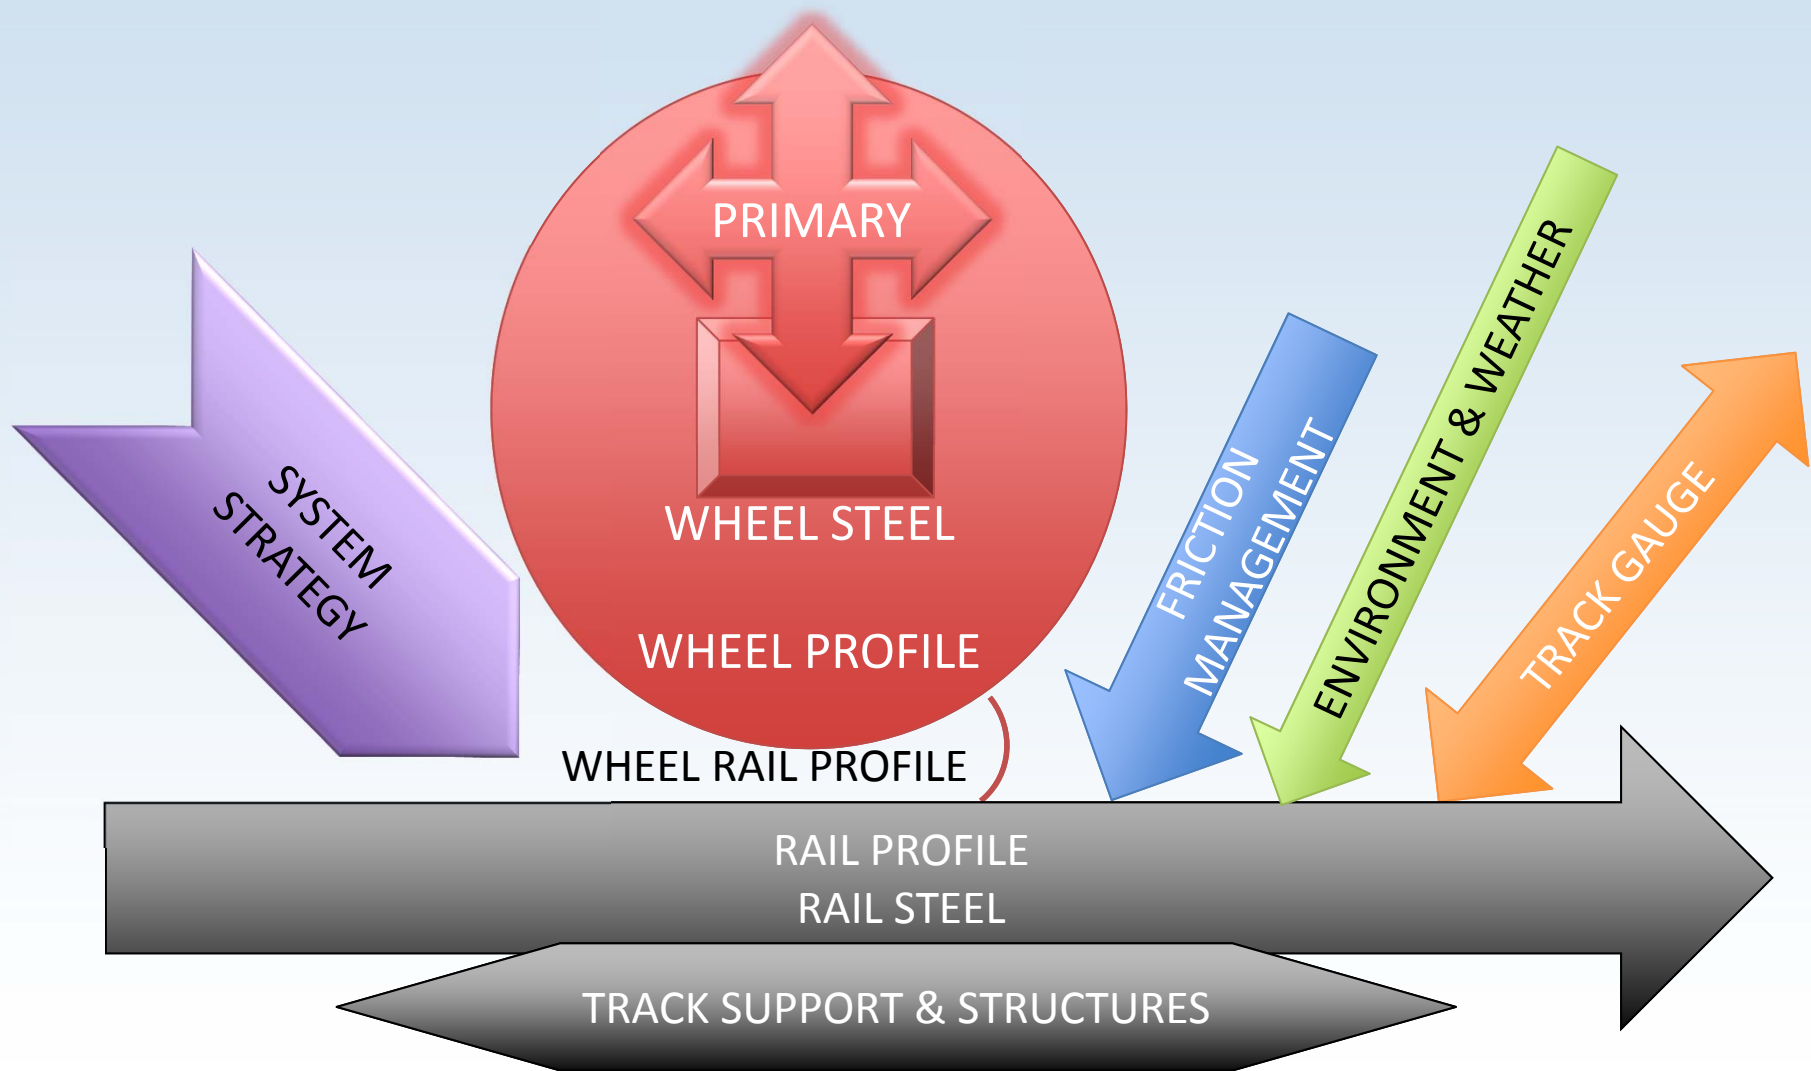 PRIMARY
WHEEL STEEL
WHEEL PROFILE
WHEEL RAIL PROFILE
SYSTEM
STRATEGY
FRICTION
MANAGEMENT
ENVIRONMENT & WEATHER
TRACK GAUGE
RAIL PROFILE
RAIL STEEL
TRACK SUPPORT & STRUCTURES